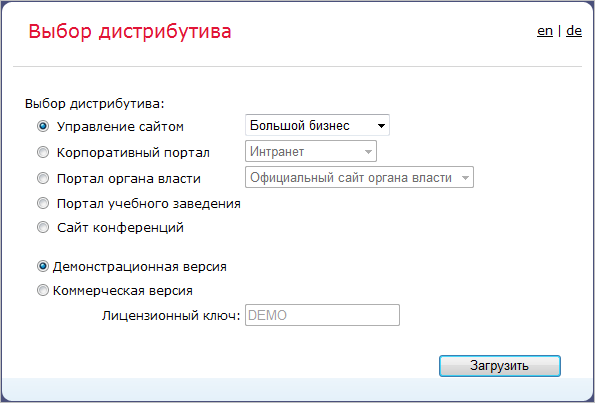 Выбор дистрибутива
en | de
Выбор дистрибутива:
Управление сайтом Большой бизнес
Корпоративный портал Интранет
Портал органа власти Официальный сайт органа власти
Портал учебного заведения
Сайт конференций
Демонстрационная версия
Коммерческая версия
Лицензионный ключ: DEMO
Загрузить